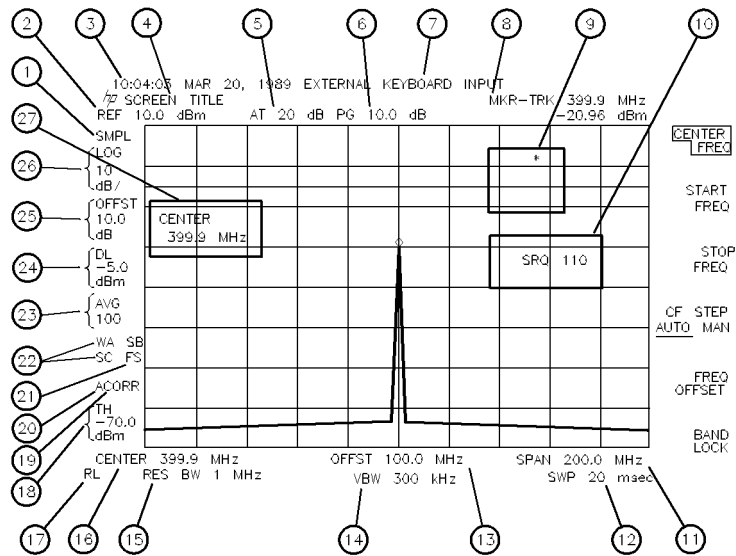 2 3 4 5 6 7 8 9 10
10:04:03 MAR 20, 1989 EXTERNAL KEYBOARD INPUT
hp SCREEN TITLE MKR-TRK 399.9 MHz
REF 10.0 dBm AT 20 dB PG 10.0 dB -20.96 dBm
1
27
SMPL
26
LOG
10
dB/
25
OFFST
10.0
dB
24
DL
-5.0
dBm
23
AVG
100
22
WA SB
SC FS
21
20
ACORR
19
18
TH
-70.0
dBm
CENTER
399.9 MHz
*
SRQ 110
CENTER
FREQ
START
FREQ
STOP
FREQ
CF STEP
AUTO MAN
FREQ
OFFSET
BAND
LOCK
CENTER 399.9 MHz OFFST 100.0 MHz SPAN 200.0 MHz
RL RES BW 1 MHz VBW 300 kHz SWP 20 msec
17 16 15 14 13 12 11